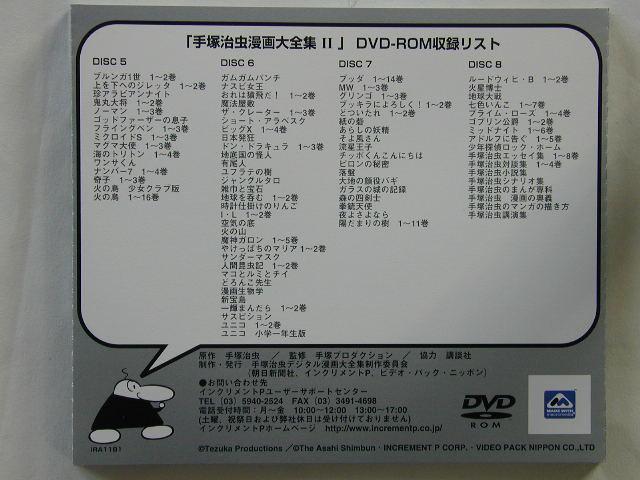 「手塚治虫漫画大全集 II 」 DVD-ROM収録リスト
DISC 5
ブルンガ1世 1〜2巻
上を下へのジレッタ 1〜2巻
珍アラビアンナイト
鬼丸大将 1〜2巻
ノーマン 1〜3巻
ゴッドファーザーの息子
フライングベン 1〜3巻
ミクロイドS 1〜3巻
マグマ大使 1〜3巻
海のトリトン 1〜4巻
ワンサくん
ナンバー7 1〜4巻
奇子 1〜3巻
火の鳥 少女クラブ版
火の鳥 1〜16巻
DISC 6
ガムガムパンチ
ナスビ女王
おれは猿飛だ! 1〜2巻
魔法屋敷
ザ・クレーター 1〜3巻
ショート・アラベスク
ビッグX 1〜4巻
日本発狂
ドン・ドラキュラ 1〜3巻
地底国の怪人
有尾人
ユフラテの樹
ジャングルタロ
雑巾と宝石
地球を呑む 1〜2巻
時計仕掛けのりんご
I・L 1〜2巻
空気の底
火の山
魔神ガロン 1〜5巻
やけっぱちのマリア 1〜2巻
サンダーマスク
人間昆虫記 1〜2巻
マコとルミとチイ
どろんこ先生
漫画生物学
新宝島
一輝まんだら 1〜2巻
サスピション
ユニコ 1〜2巻
ユニコ 小学一年生版
DISC 7
ブッダ 1〜14巻
MW 1〜3巻
グリンゴ 1〜3巻
ブッキラによろしく! 1〜2巻
どついたれ 1〜2巻
紙の砦
あらしの妖精
そよ風さん
流星王子
チッポくんこんにちは
ピロンの秘密
落盤
大地の顔役バギ
ガラスの城の記録
森の四剣士
拳銃天使
夜よさよなら
陽だまりの樹 1〜11巻
DISC 8
ルードウィヒ・B 1〜2巻
火星博士
地球大戦
七色いんこ 1〜7巻
プライム・ローズ 1〜4巻
ゴブリン公爵 1〜2巻
ミッドナイト 1〜6巻
アドルフに告ぐ 1〜5巻
少年探偵ロック・ホーム
手塚治虫エッセイ集 1〜8巻
手塚治虫対談集 1〜4巻
手塚治虫小説集
手塚治虫シナリオ集
手塚治虫のまんが専科
手塚治虫 漫画の奥義
手塚治虫のマンガの描き方
手塚治虫講演集
原作 手塚治虫 / 監修 手塚プロダクション / 協力 講談社
制作・発行 手塚治虫デジタル漫画大全集制作委員会
(朝日新聞社、インクリメントP、ビデオ・パック・ニッポン)
●お問い合わせ先
インクリメントPユーザーサポートセンター
TEL (03) 5940-2524 FAX (03) 3491-4698
電話受付時間:月〜金 10:00〜12:00 13:00〜17:00
(土曜、祝祭日および弊社休日は受け付けておりません)
インクリメントPホームページ http://www.incrementp.co.jp
DVD
ROM
MADE WITH
IRA1181
©Tezuka Productions /©The Asahi Shimbun・INCREMENT P CORP.・VIDEO PACK NIPPON CO.,LTD